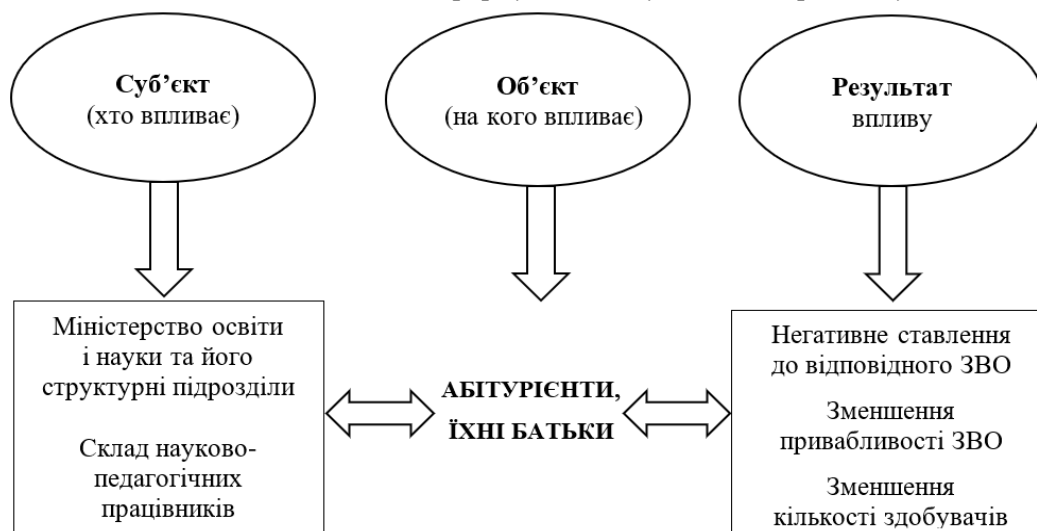 Суб’єкт
(хто впливає)
Об’єкт
(на кого впливає)
Результат
впливу
Міністерство освіти
і науки та його
структурні підрозділи
Склад науково-
педагогічних
працівників
АБІТУРІЄНТИ,
ЇХНІ БАТЬКИ
Негативне ставлення
до відповідного ЗВО
Зменшення
привабливості ЗВО
Зменшення
кількості здобувачів